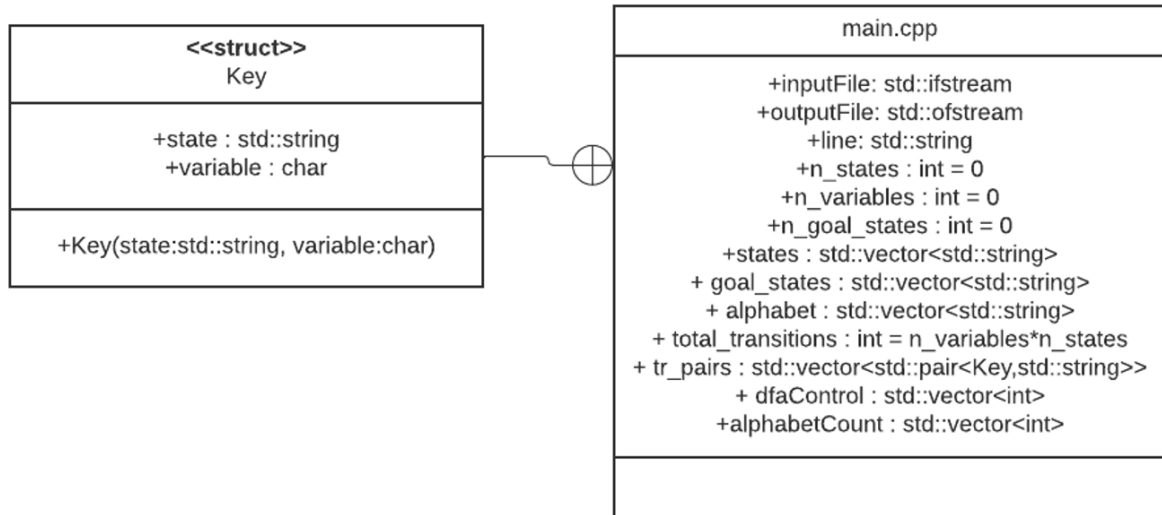 <<struct>>
Key
+state : std::string
+variable : char
+Key(state:std::string, variable:char)
main.cpp
+inputFile: std::ifstream
+outputFile: std::ofstream
+line: std::string
+n_states : int = 0
+n_variables : int = 0
+n_goal_states : int = 0
+states : std::vector<std::string>
+ goal_states : std::vector<std::string>
+ alphabet : std::vector<std::string>
+ total_transitions : int = n_variables*n_states
+ tr_pairs : std::vector<std::pair<Key,std::string>>
+ dfaControl : std::vector<int>
+alphabetCount : std::vector<int>